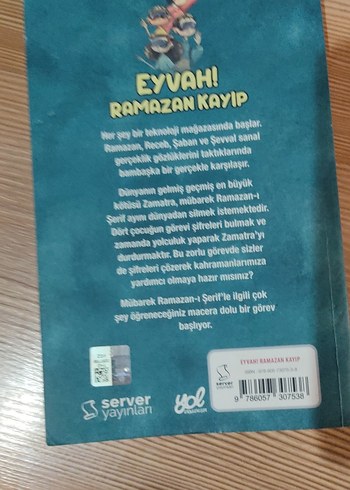 EYVAH!
RAMAZAN KAYIP
Her şey bir teknoloji mağazasında başlar.
Ramazan, Receb, Şaban ve Şevval sanal
gerçeklik gözlüklerini taktıklarında
bambaşka bir gerçekle karşılaşır.
Dünyanın gelmiş geçmiş en büyük
kötüsü Zamatra, mübarek Ramazan-ı
Şerif ayını dünyadan silmek istemektedir.
Dört çocuğun görevi şifreleri bulmak ve
zamanda yolculuk yaparak Zamatra'yı
durdurmaktır. Bu zorlu görevde sizler
de şifreleri çözerek kahramanlarımıza
yardımcı olmaya hazır mısınız?
Mübarek Ramazan-ı Şerif'le ilgili çok
şey öğreneceğiniz macera dolu bir görev
başlıyor.
EYVAH! RAMAZAN KAYIP
server
yayınları
yol
server
9 786057 307538